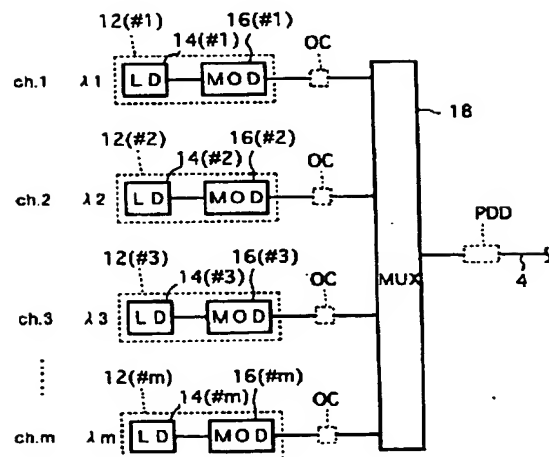 12(#1) 16(#1)
14(#1) OC
ch.1 λ1 LD MOD
18
12(#2) 16(#2)
14(#2) OC
ch.2 λ2 LD MOD
PDD
12(#3) 16(#3)
14(#3) OC
MUX 4
ch.3 λ3 LD MOD
12(#m) 16(#m)
14(#m) OC
ch.m λm LD MOD